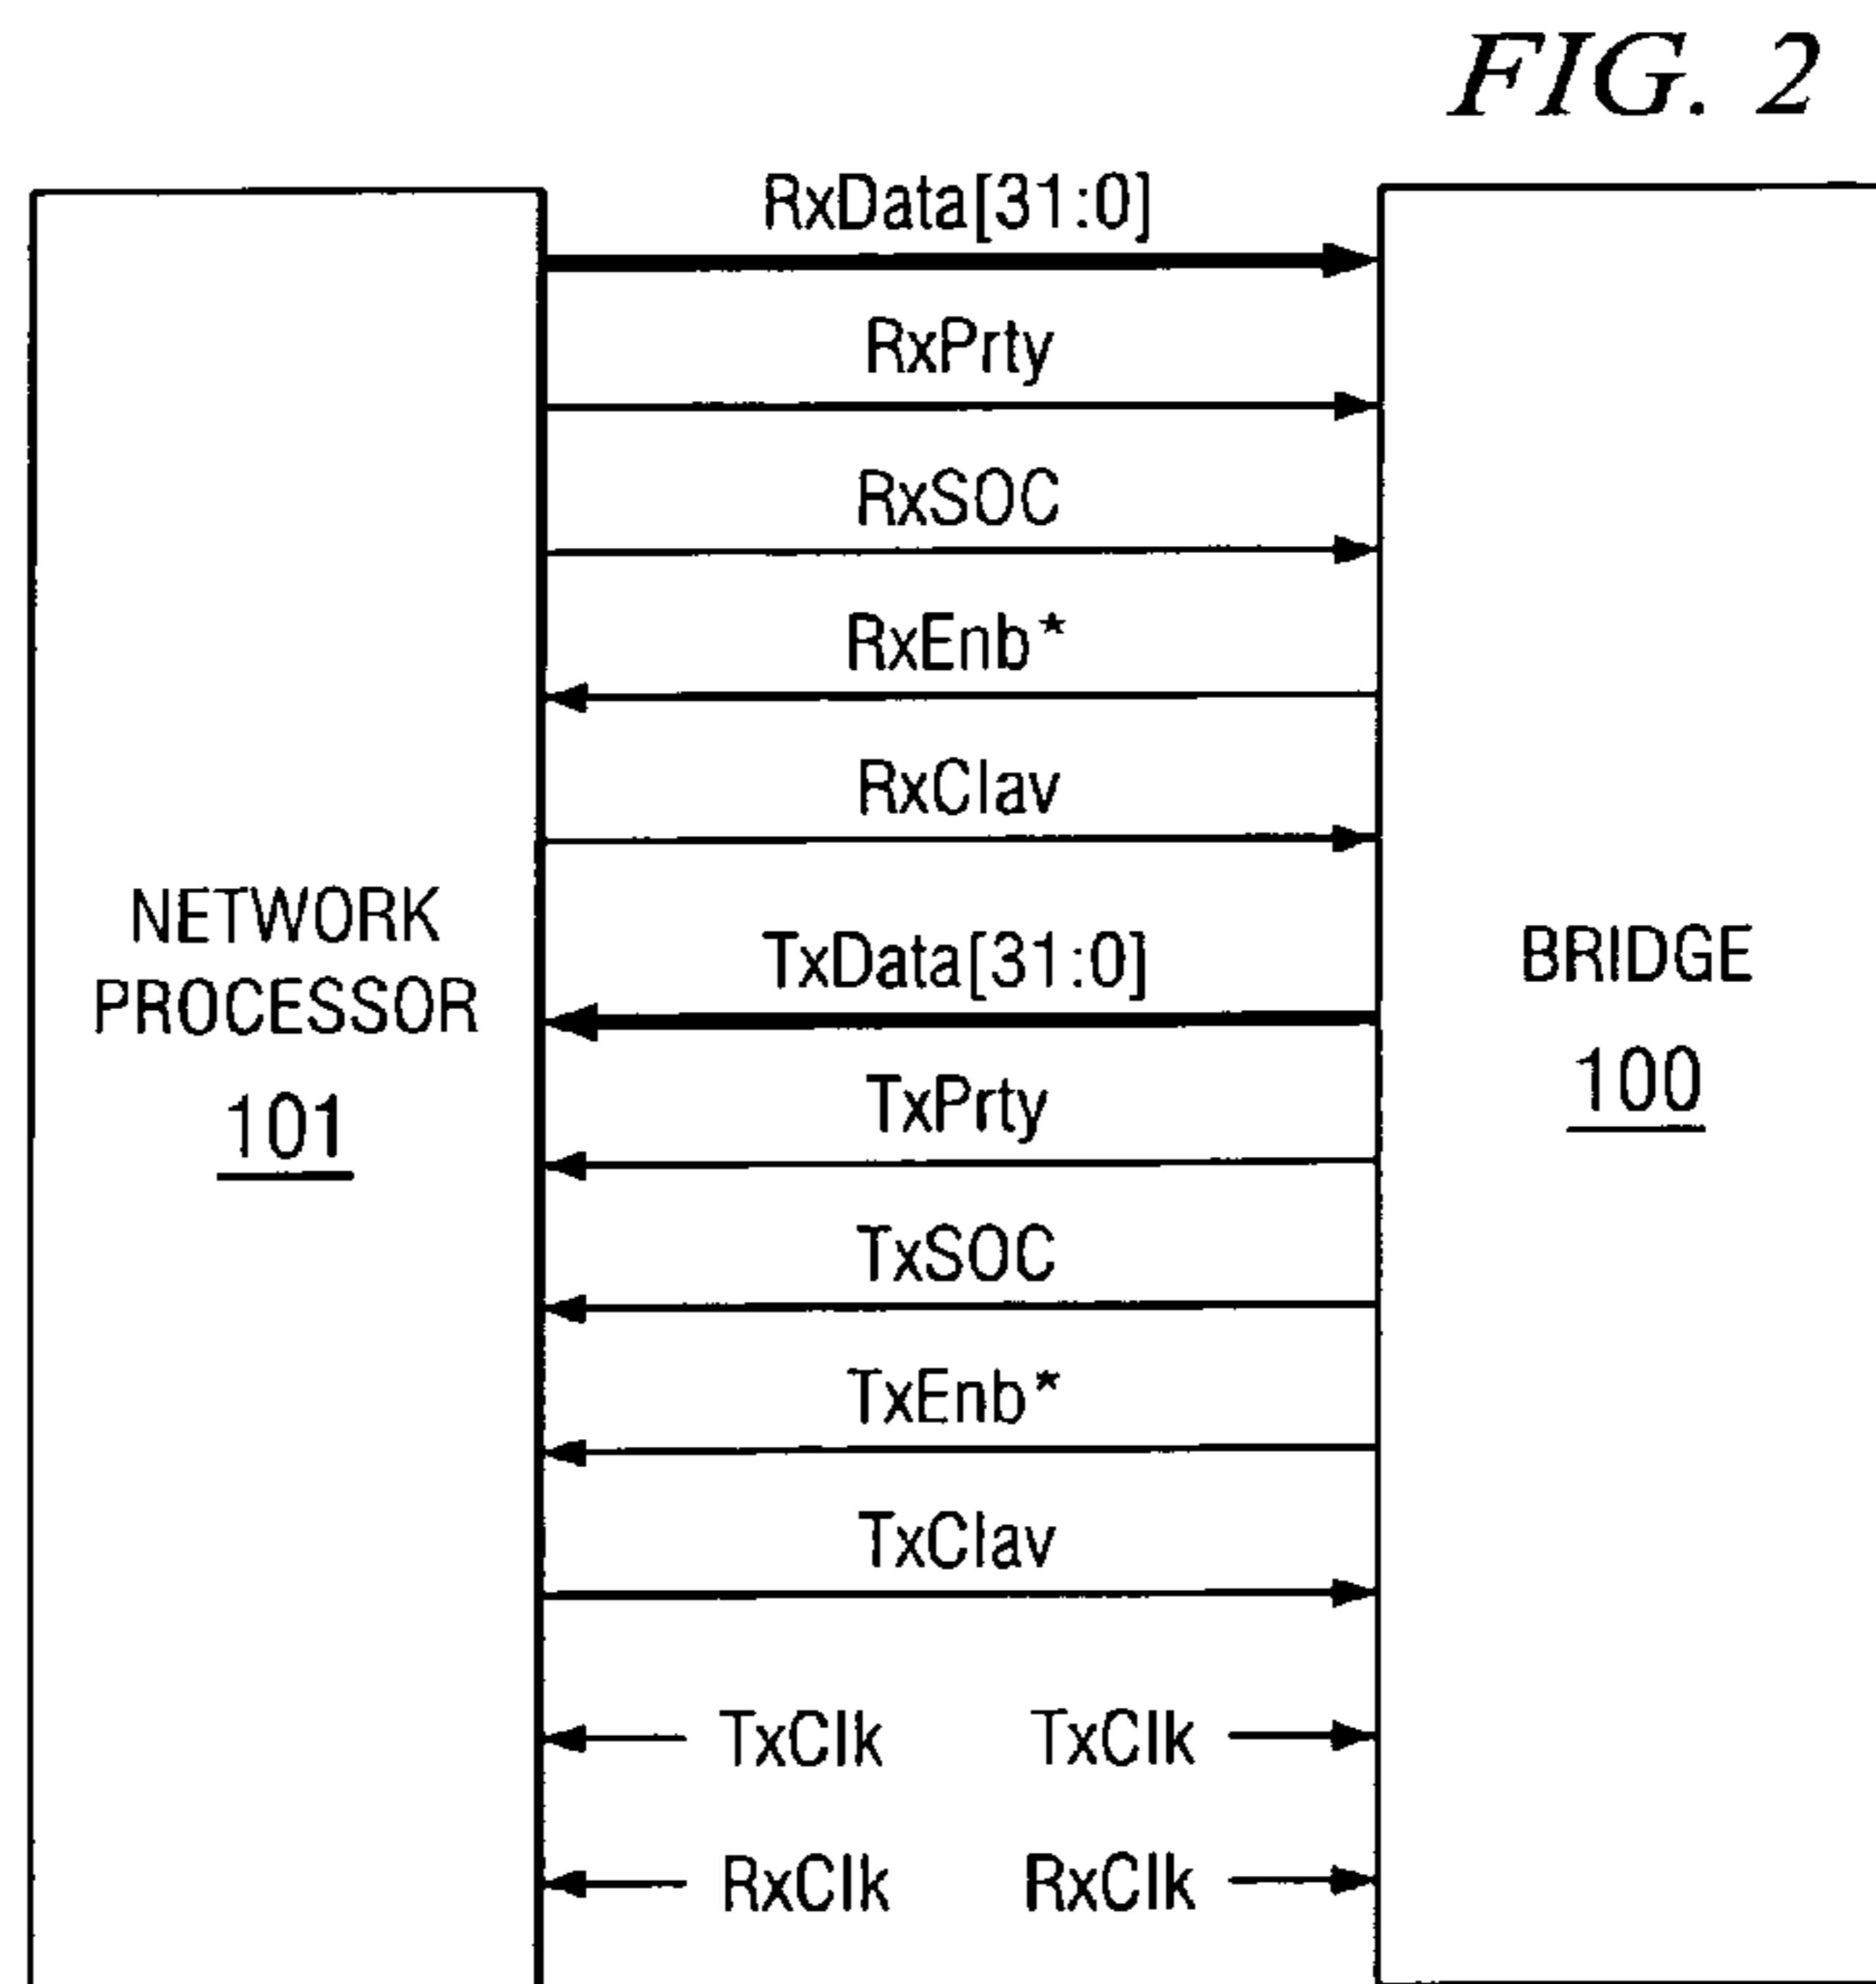 FIG. 2
RxData[31:0]
RxPrty
RxSOC
RxEnb*
RxClav
NETWORK
PROCESSOR
101
TxData[31:0]
TxPrty
TxSOC
TxEnb*
TxClav
BRIDGE
100
TxClk TxClk
RxClk RxClk